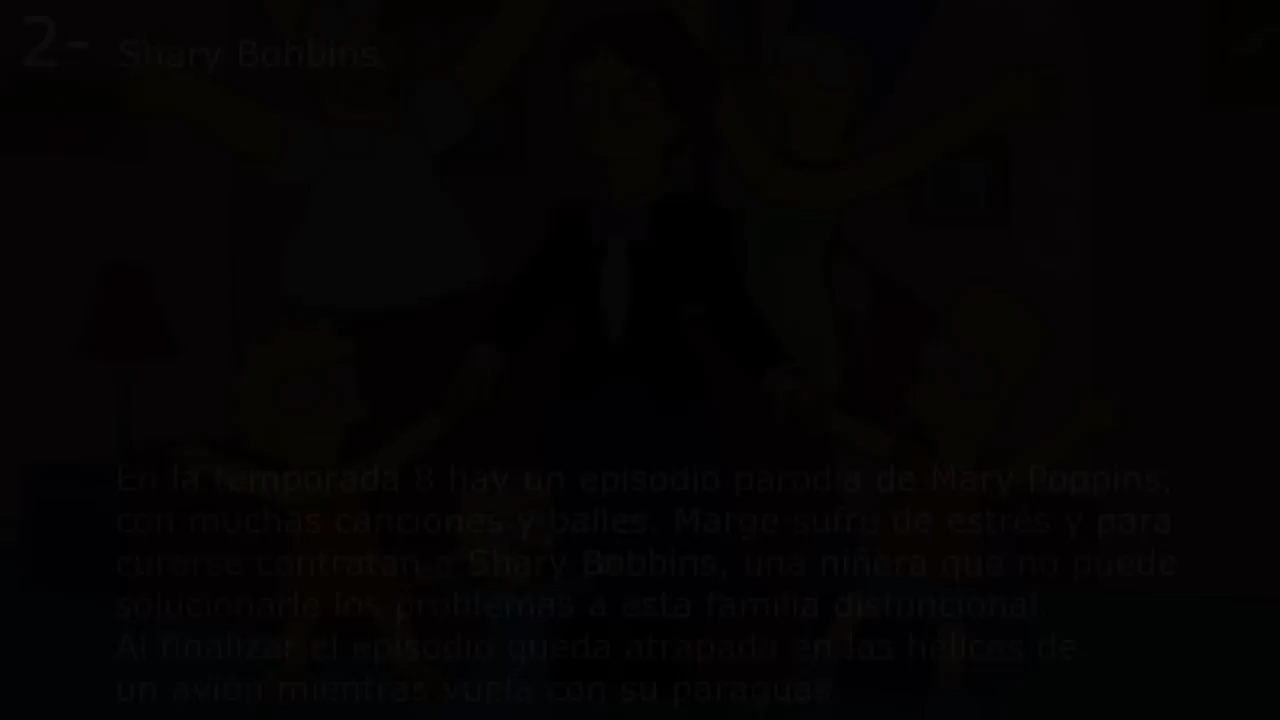 2- Shary Bobbins
En la temporada 8 hay un episodio parodia de Mary Poppins,
con muchas canciones y bailes. Marge sufre de estrés y para
curarse contratan a Shary Bobbins, una niñera que no puede
solucionarle los problemas a esta familia disfuncional
Al finalizar el episodio queda atrapada en las hélices de
un avión mientras vuela con su paraguas